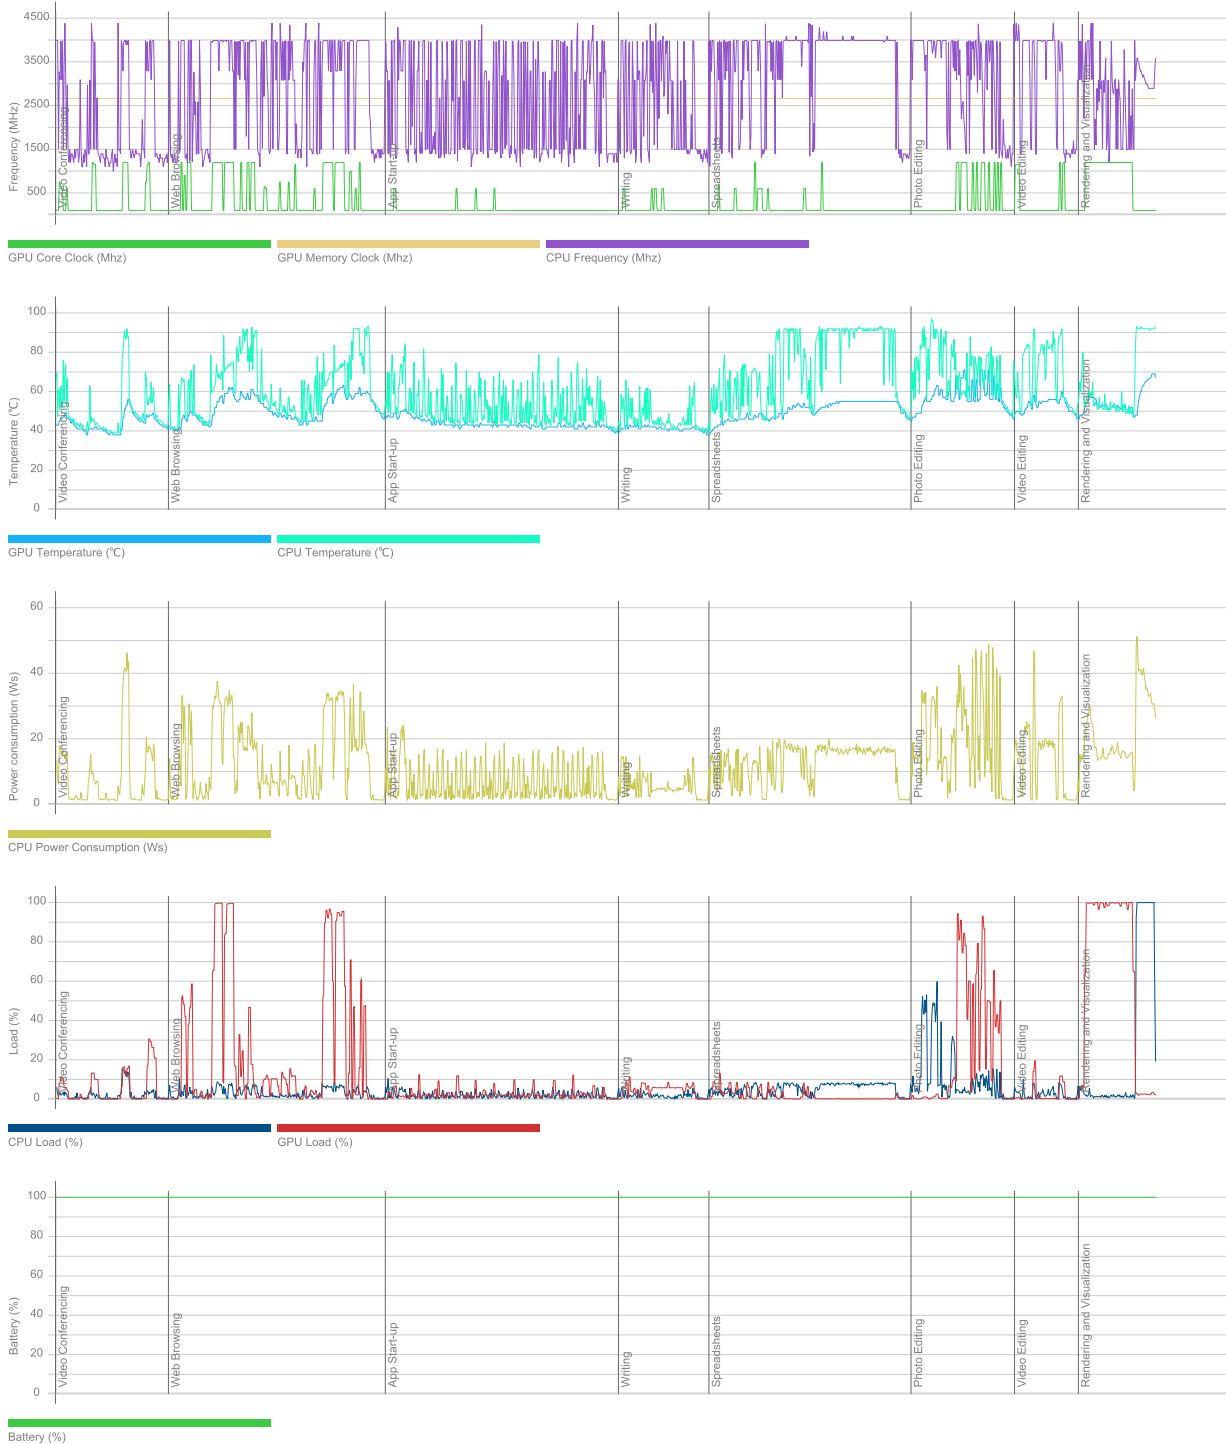 4500
3500
2500
1500
500
Frequency (MHz)
Video Conferencing
Web Browsing
App Start-up
Writing
Spreadsheets
Photo Editing
Video Editing
Rendering and Visualization
GPU Core Clock (Mhz)
GPU Memory Clock (Mhz)
CPU Frequency (Mhz)
100
80
60
40
20
0
Temperature (°C)
Video Conferencing
Web Browsing
App Start-up
Writing
Spreadsheets
Photo Editing
Video Editing
Rendering and Visualization
GPU Temperature (°C)
CPU Temperature (°C)
60
40
20
0
Power consumption (Ws)
Video Conferencing
Web Browsing
App Start-up
Writing
Spreadsheets
Photo Editing
Video Editing
Rendering and Visualization
CPU Power Consumption (Ws)
100
80
60
40
20
0
Load (%)
Video Conferencing
Web Browsing
App Start-up
Writing
Spreadsheets
Photo Editing
Video Editing
Rendering and Visualization
CPU Load (%)
GPU Load (%)
100
80
60
40
20
0
Battery (%)
Video Conferencing
Web Browsing
App Start-up
Writing
Spreadsheets
Photo Editing
Video Editing
Rendering and Visualization
Battery (%)